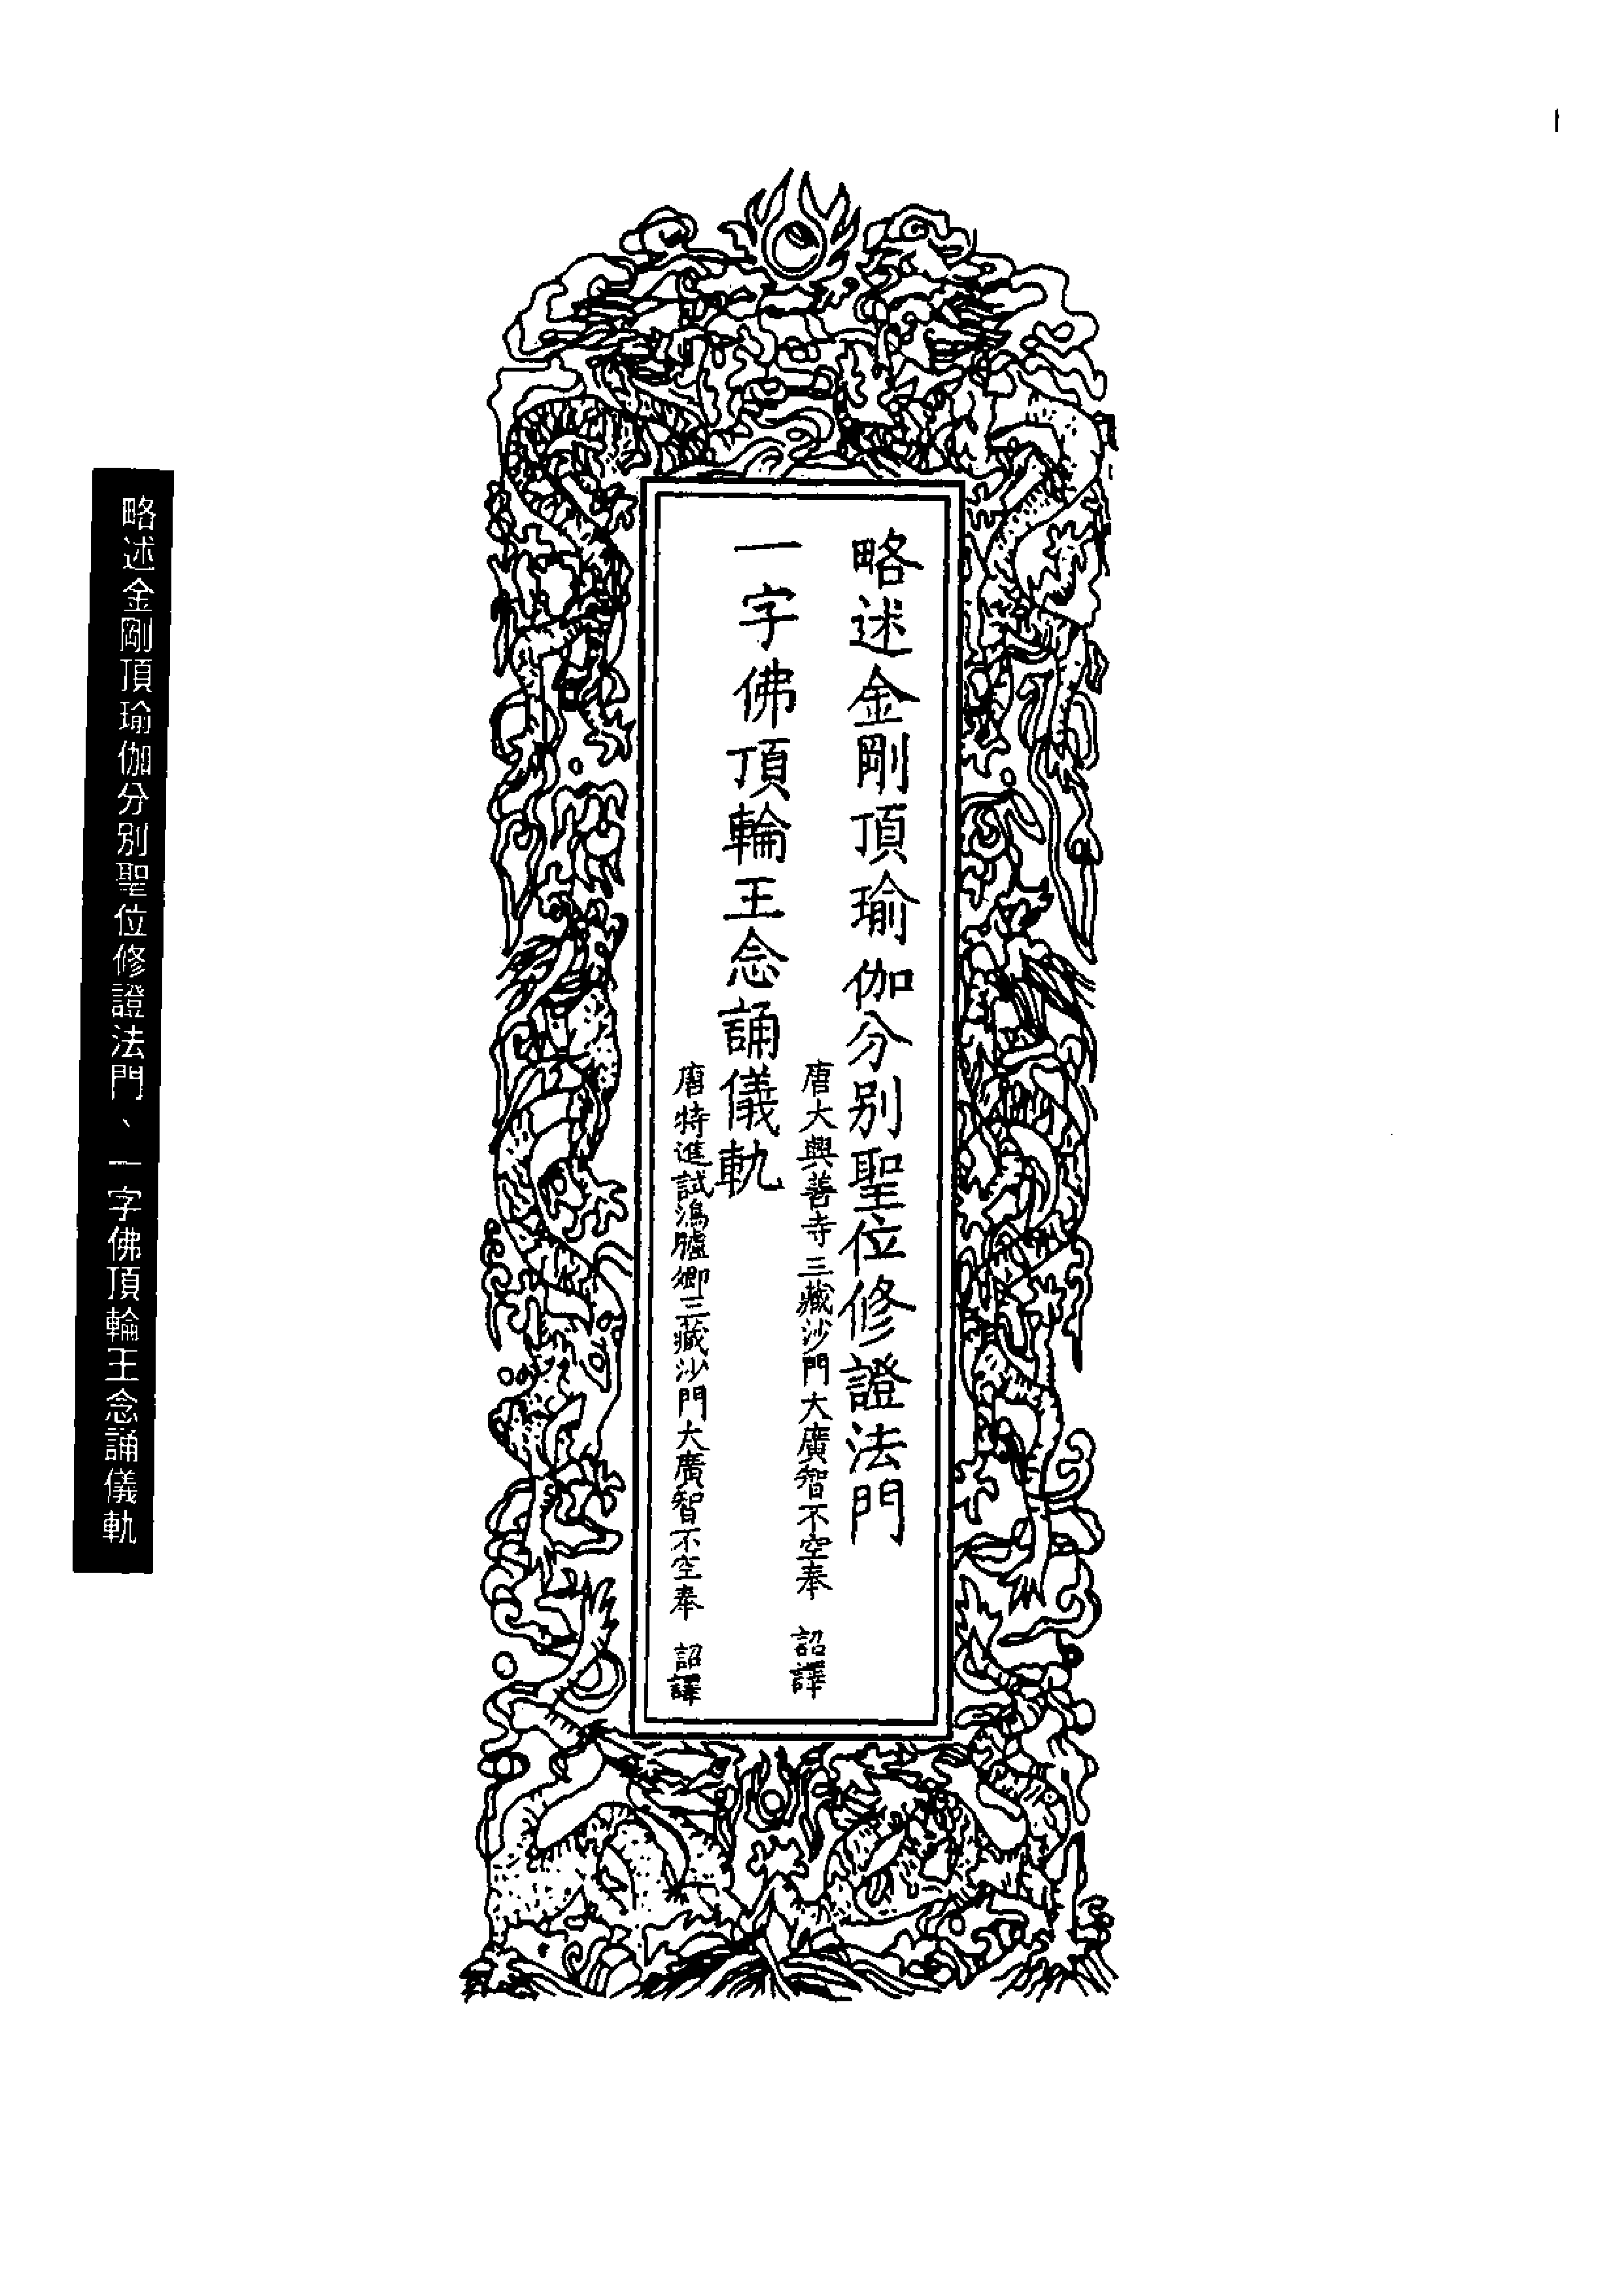 略述金剛頂瑜伽分別聖位修證法門
唐大興善寺三藏沙門大廣智不空奉 詔譯
一字佛頂輪王念誦儀軌
唐特進試鴻臚卿三藏沙門大廣智不空奉 詔譯
略述金剛頂瑜伽分別聖位修證法門、一字佛頂輪王念誦儀軌